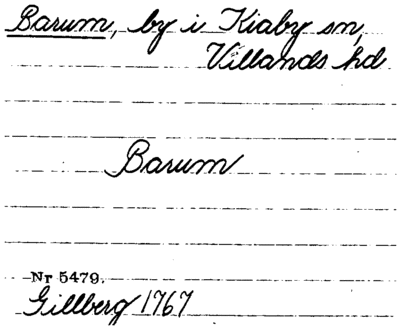 Barum, by i Kiaby sn,
Villands hd
Barum
Nr 5479.
Gillberg 1767